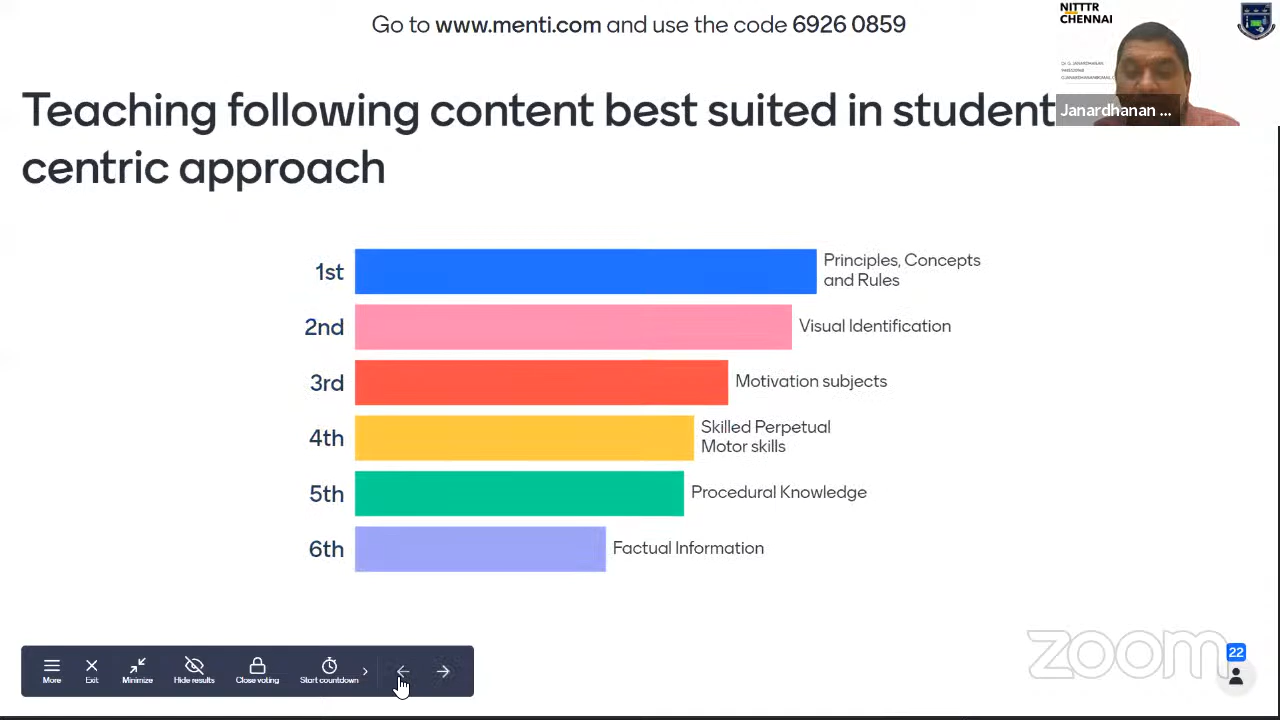 Go to www.menti.com and use the code 6926 0859
NITTTR
CHENNAI
Dr G. JANARDHANAN
Janardhanan ...
Teaching following content best suited in student
centric approach
1st
Principles, Concepts
and Rules
2nd
Visual Identification
3rd
Motivation subjects
4th
Skilled Perpetual
Motor skills
5th
Procedural Knowledge
6th
Factual Information
More
Exit
Minimize
Hide results
Close voting
Start countdown
zoom
22